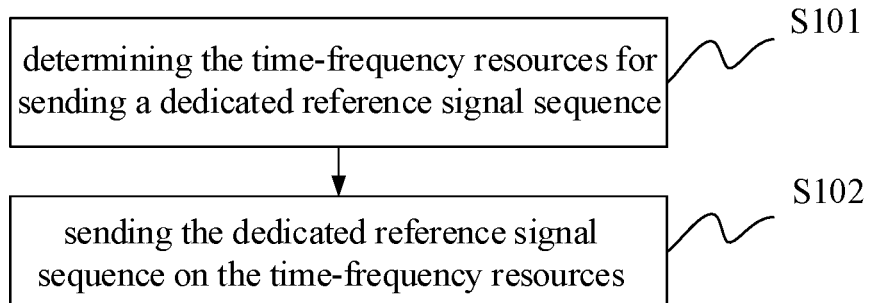 S101
determining the time-frequency resources for
sending a dedicated reference signal sequence
S102
sending the dedicated reference signal
sequence on the time-frequency resources